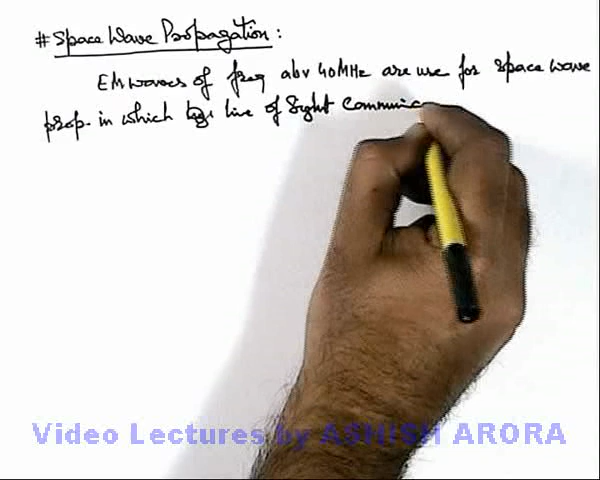 # Space Wave Propagation :
EM waves of freq abv 40MHz are use for space wave
prop. in which line of Sight Communic
Video Lectures by ASHISH ARORA